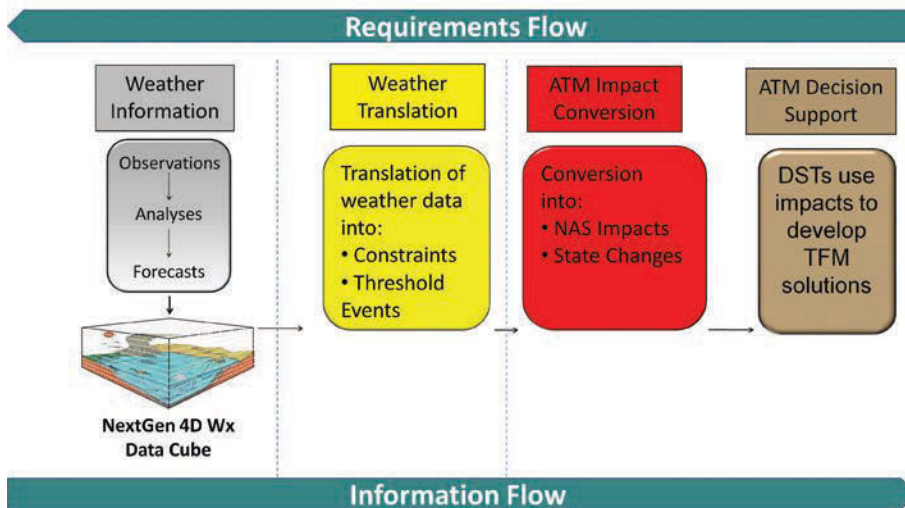 Requirements Flow
Weather
Information
Weather
Translation
ATM Impact
Conversion
ATM Decision
Support
Observations
Analyses
Forecasts
NextGen 4D Wx
Data Cube
Translation of
weather data
into:
• Constraints
• Threshold
Events
Conversion
into:
• NAS Impacts
• State Changes
DSTs use
impacts to
develop
TFM
solutions
Information Flow